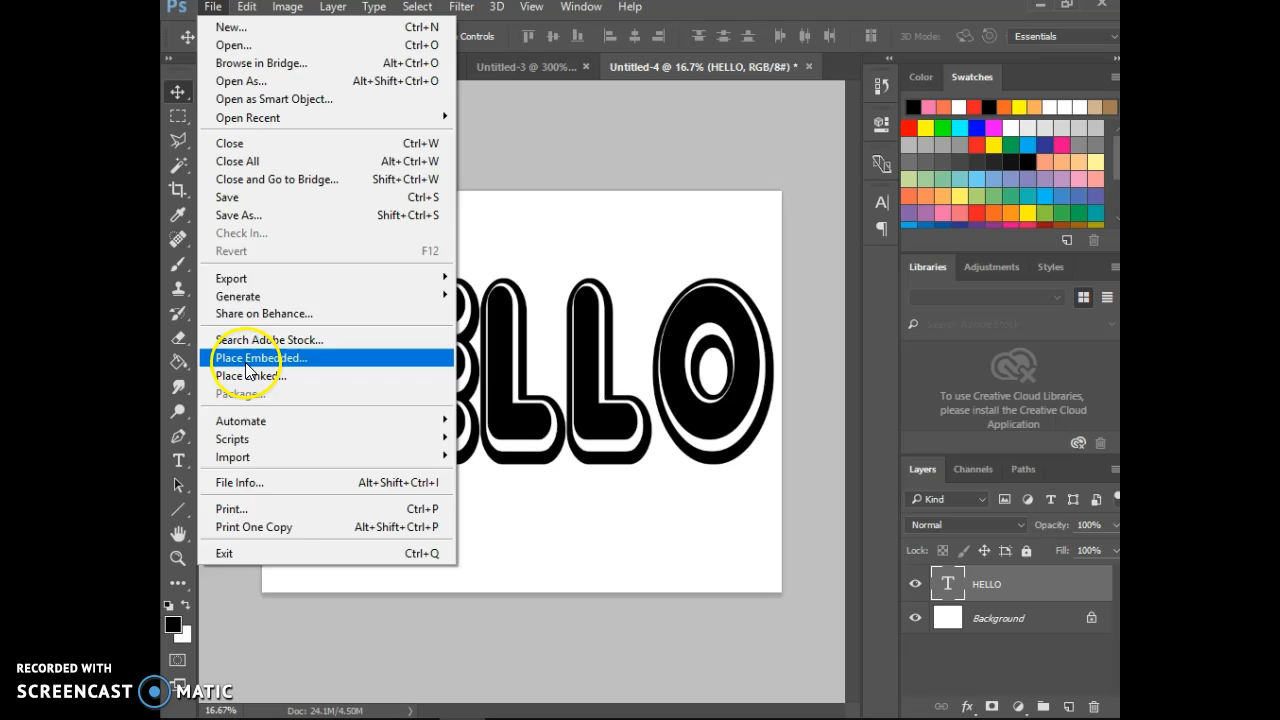 Ps File Edit Image Layer Type Select Filter 3D View Window Help
Controls 3D Mode: Essentials
Untitled-3 @ 300%... × Untitled-4 @ 16.7% (HELLO, RGB/8#) * ×
New... Ctrl+N
Open... Ctrl+O
Browse in Bridge... Alt+Ctrl+O
Open As... Alt+Shift+Ctrl+O
Open as Smart Object...
Open Recent
Close Ctrl+W
Close All Alt+Ctrl+W
Close and Go to Bridge... Shift+Ctrl+W
Save Ctrl+S
Save As... Shift+Ctrl+S
Check In...
Revert F12
Export
Generate
Share on Behance...
Search Adobe Stock...
Place Embedded...
Place Linked...
Package...
Automate
Scripts
Import
File Info... Alt+Shift+Ctrl+I
Print... Ctrl+P
Print One Copy Alt+Shift+Ctrl+P
Exit Ctrl+Q
ELLO
Color Swatches
Libraries Adjustments Styles
Search Adobe Stock
To use Creative Cloud Libraries,
please install the Creative Cloud
Application
Layers Channels Paths
Kind
Normal Opacity: 100%
Lock: Fill: 100%
T HELLO
Background
16.67% Doc: 24.1M/4.50M
RECORDED WITH
SCREENCAST MATIC